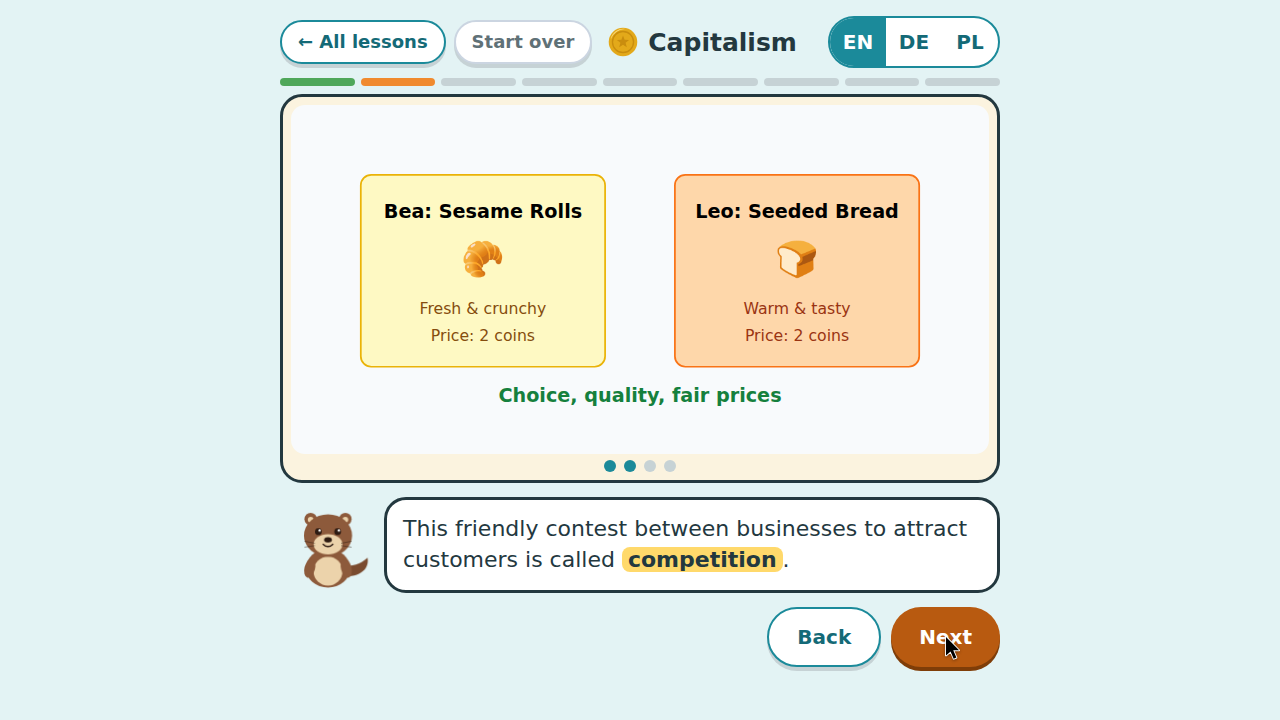 ← All lessons
Start over
Capitalism
EN DE PL
Bea: Sesame Rolls
Fresh & crunchy
Price: 2 coins
Leo: Seeded Bread
Warm & tasty
Price: 2 coins
Choice, quality, fair prices
This friendly contest between businesses to attract
customers is called competition.
Back
Next